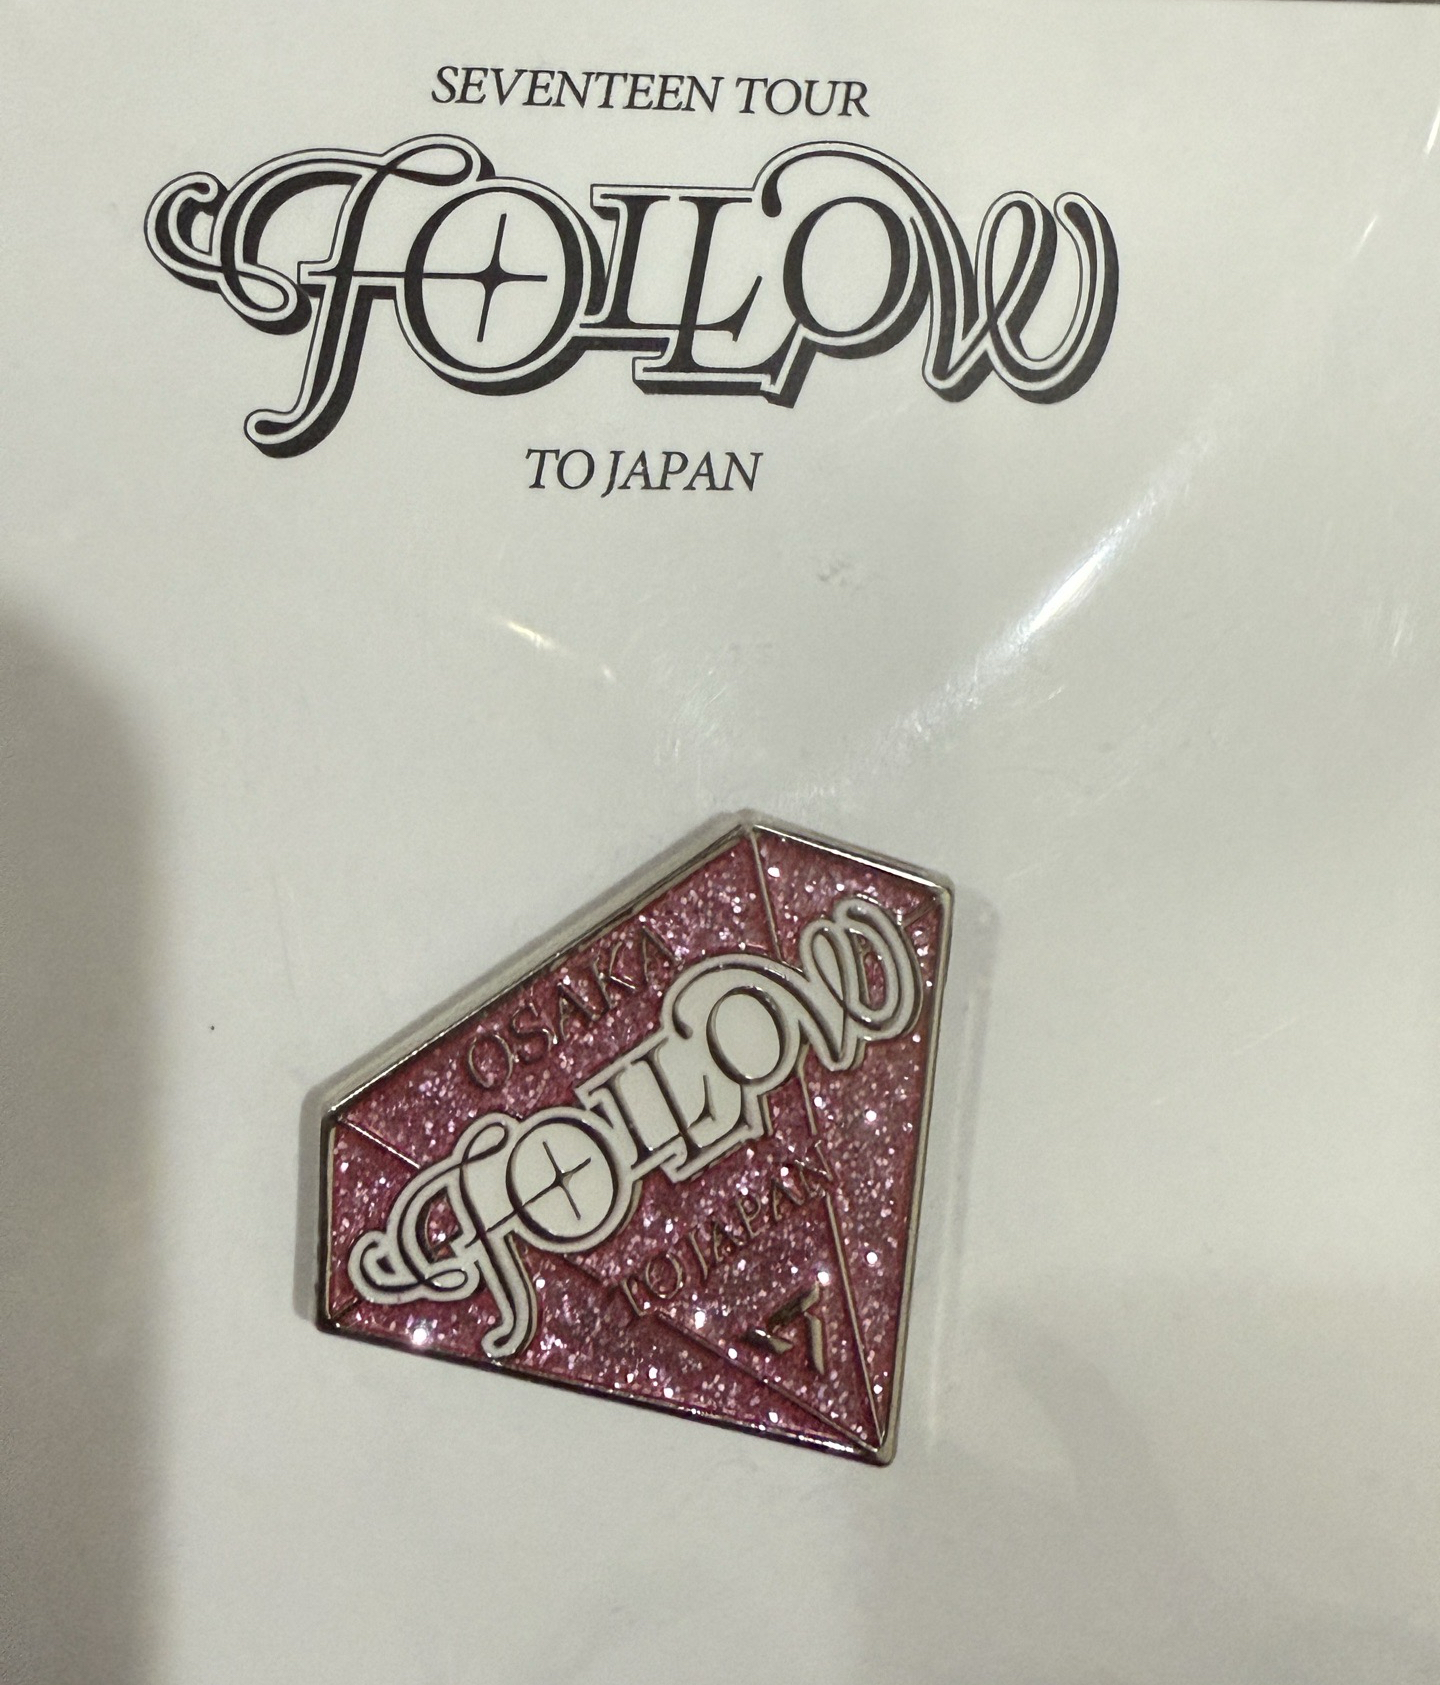 SEVENTEEN TOUR
FOLLOW
TO JAPAN
OSAKA
FOLLOW
TO JAPAN